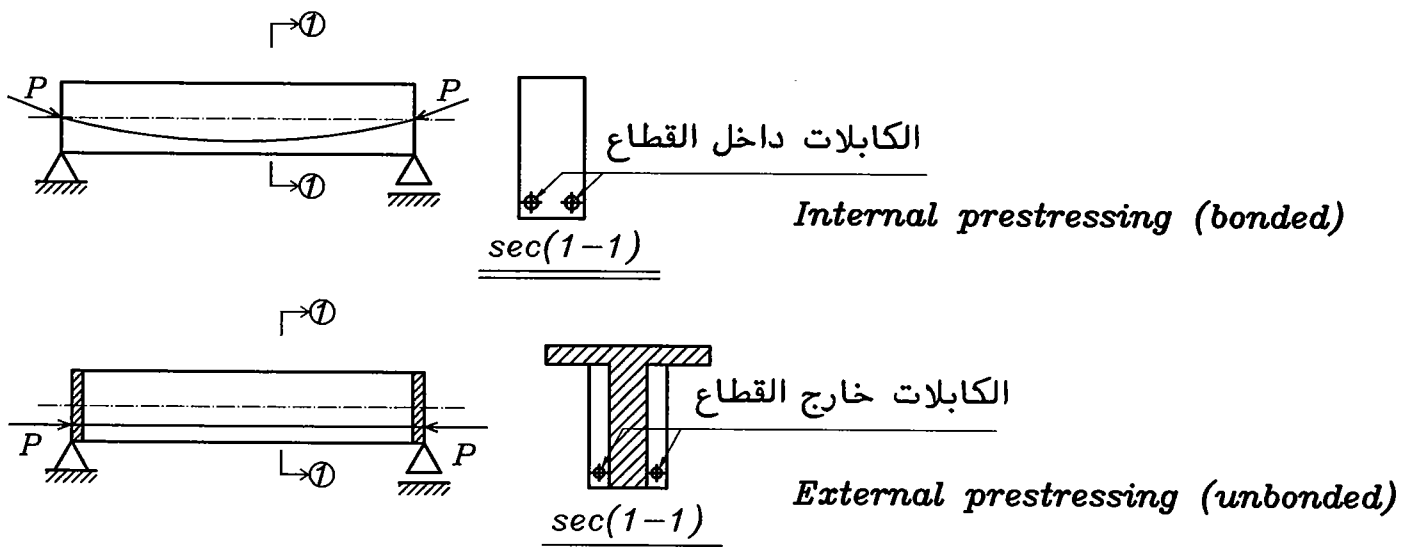 ①
P
P
الكابلات داخل القطاع
①
Internal prestressing (bonded)
sec(1-1)
①
الكابلات خارج القطاع
P
P
①
External prestressing (unbonded)
sec(1-1)